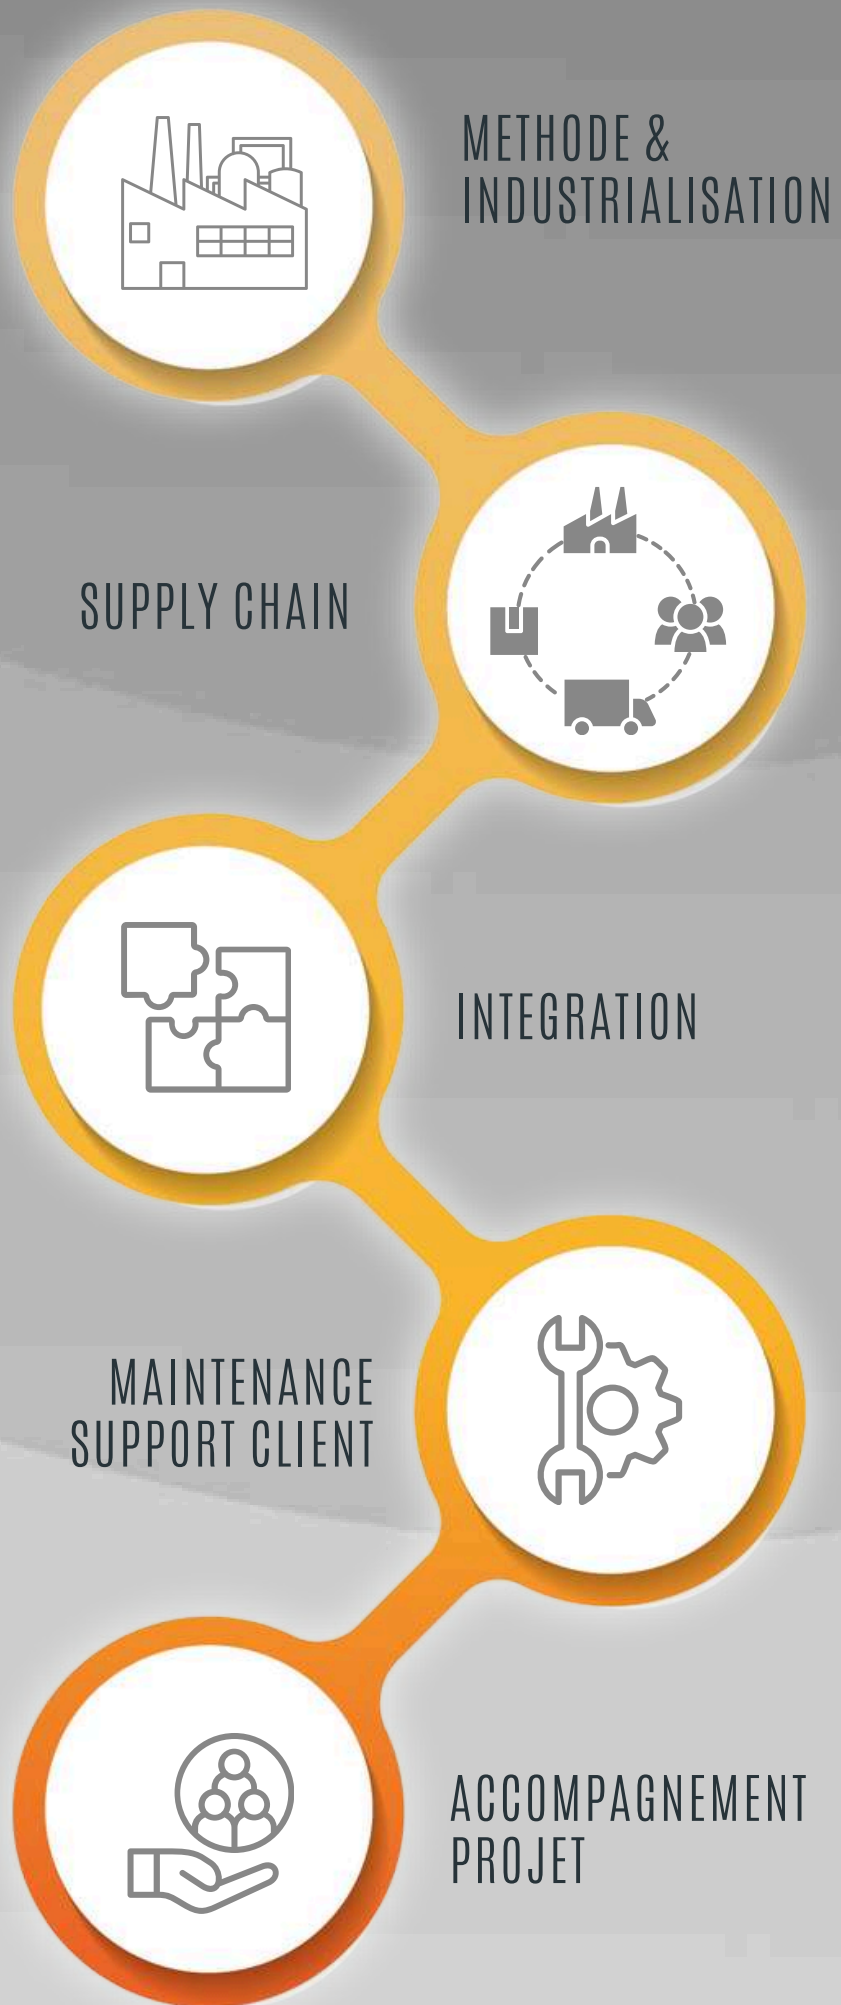 METHODE &
INDUSTRIALISATION
SUPPLY CHAIN
INTEGRATION
MAINTENANCE
SUPPORT CLIENT
ACCOMPAGNEMENT
PROJET